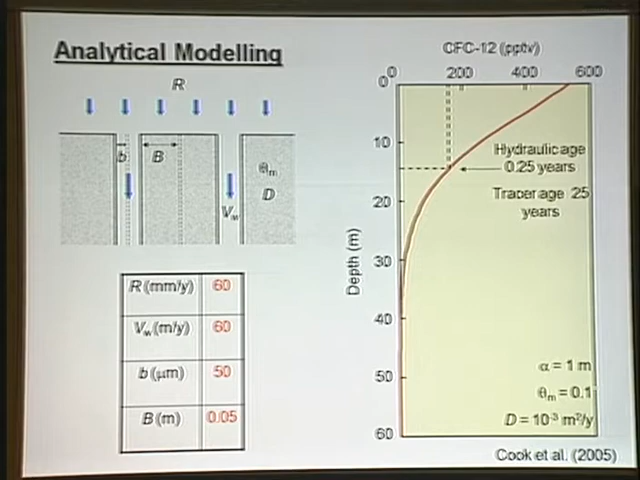 Analytical Modelling
R
b
B
θm
D
Vw
R (mm/y) 60
Vw (m/y) 60
b (μm) 50
B (m) 0.05
CFC-12 (pptv)
0 200 400 600
0
10
20
30
40
50
60
Depth (m)
Hydraulic age
0.25 years
Tracer age 25
years
α = 1 m
θm = 0.1
D = 10⁻³ m²/y
Cook et al. (2005)